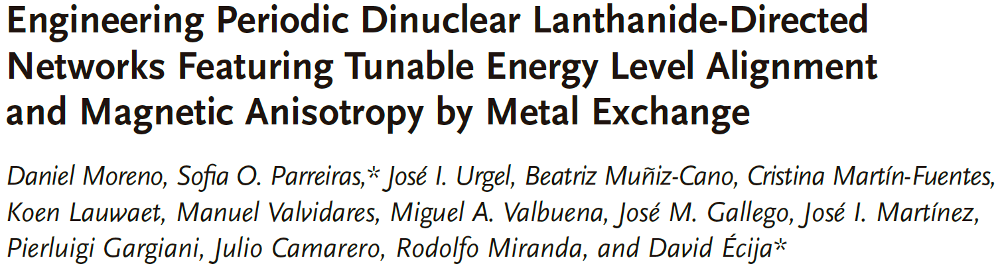 Engineering Periodic Dinuclear Lanthanide-Directed
Networks Featuring Tunable Energy Level Alignment
and Magnetic Anisotropy by Metal Exchange
Daniel Moreno, Sofia O. Parreiras,* José I. Urgel, Beatriz Muñiz-Cano, Cristina Martín-Fuentes,
Koen Lauwaet, Manuel Valvidares, Miguel A. Valbuena, José M. Gallego, José I. Martínez,
Pierluigi Gargiani, Julio Camarero, Rodolfo Miranda, and David Écija*